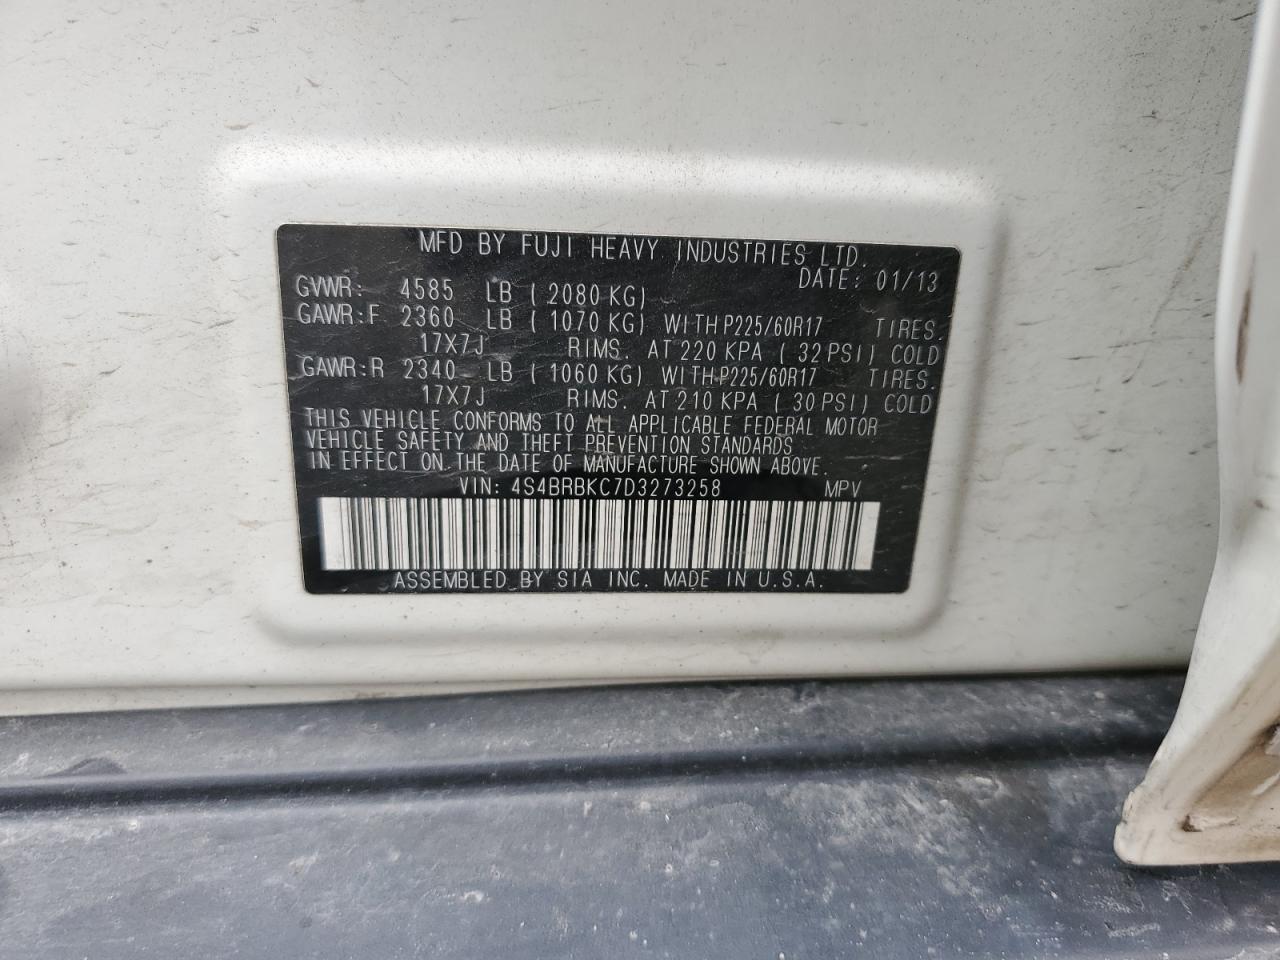 MFD BY FUJI HEAVY INDUSTRIES LTD.
DATE: 01/13
GVWR: 4585 LB ( 2080 KG)
GAWR:F 2360 LB ( 1070 KG) WITH P225/60R17 TIRES.
17X7J RIMS. AT 220 KPA ( 32 PSI) COLD
GAWR:R 2340 LB ( 1060 KG) WITH P225/60R17 TIRES.
17X7J RIMS. AT 210 KPA ( 30 PSI) COLD
THIS VEHICLE CONFORMS TO ALL APPLICABLE FEDERAL MOTOR
VEHICLE SAFETY AND THEFT PREVENTION STANDARDS
IN EFFECT ON THE DATE OF MANUFACTURE SHOWN ABOVE.
VIN: 4S4BRBKC7D3273258 MPV
ASSEMBLED BY SIA INC. MADE IN U.S.A.